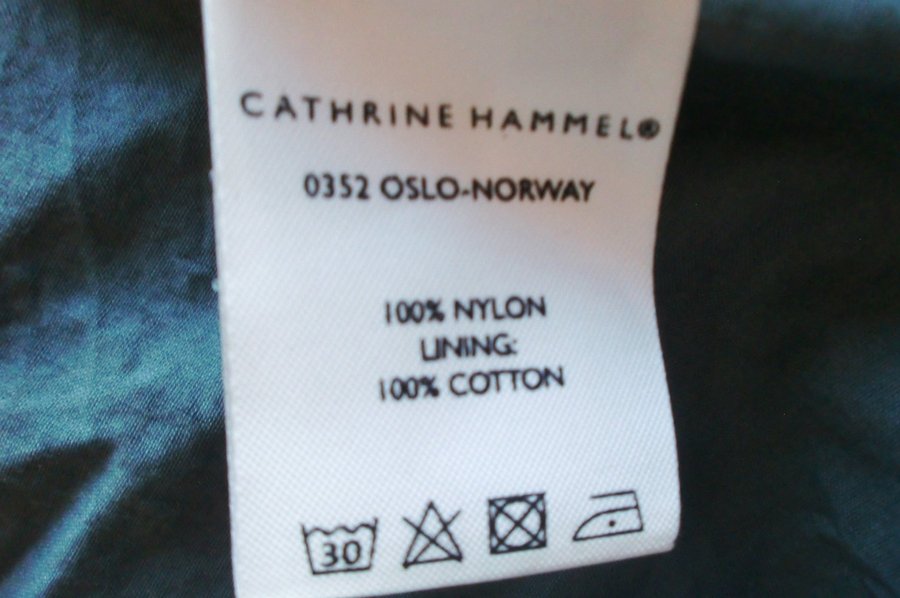 CATHRINE HAMMEL®
0352 OSLO-NORWAY
100% NYLON
LINING:
100% COTTON
30